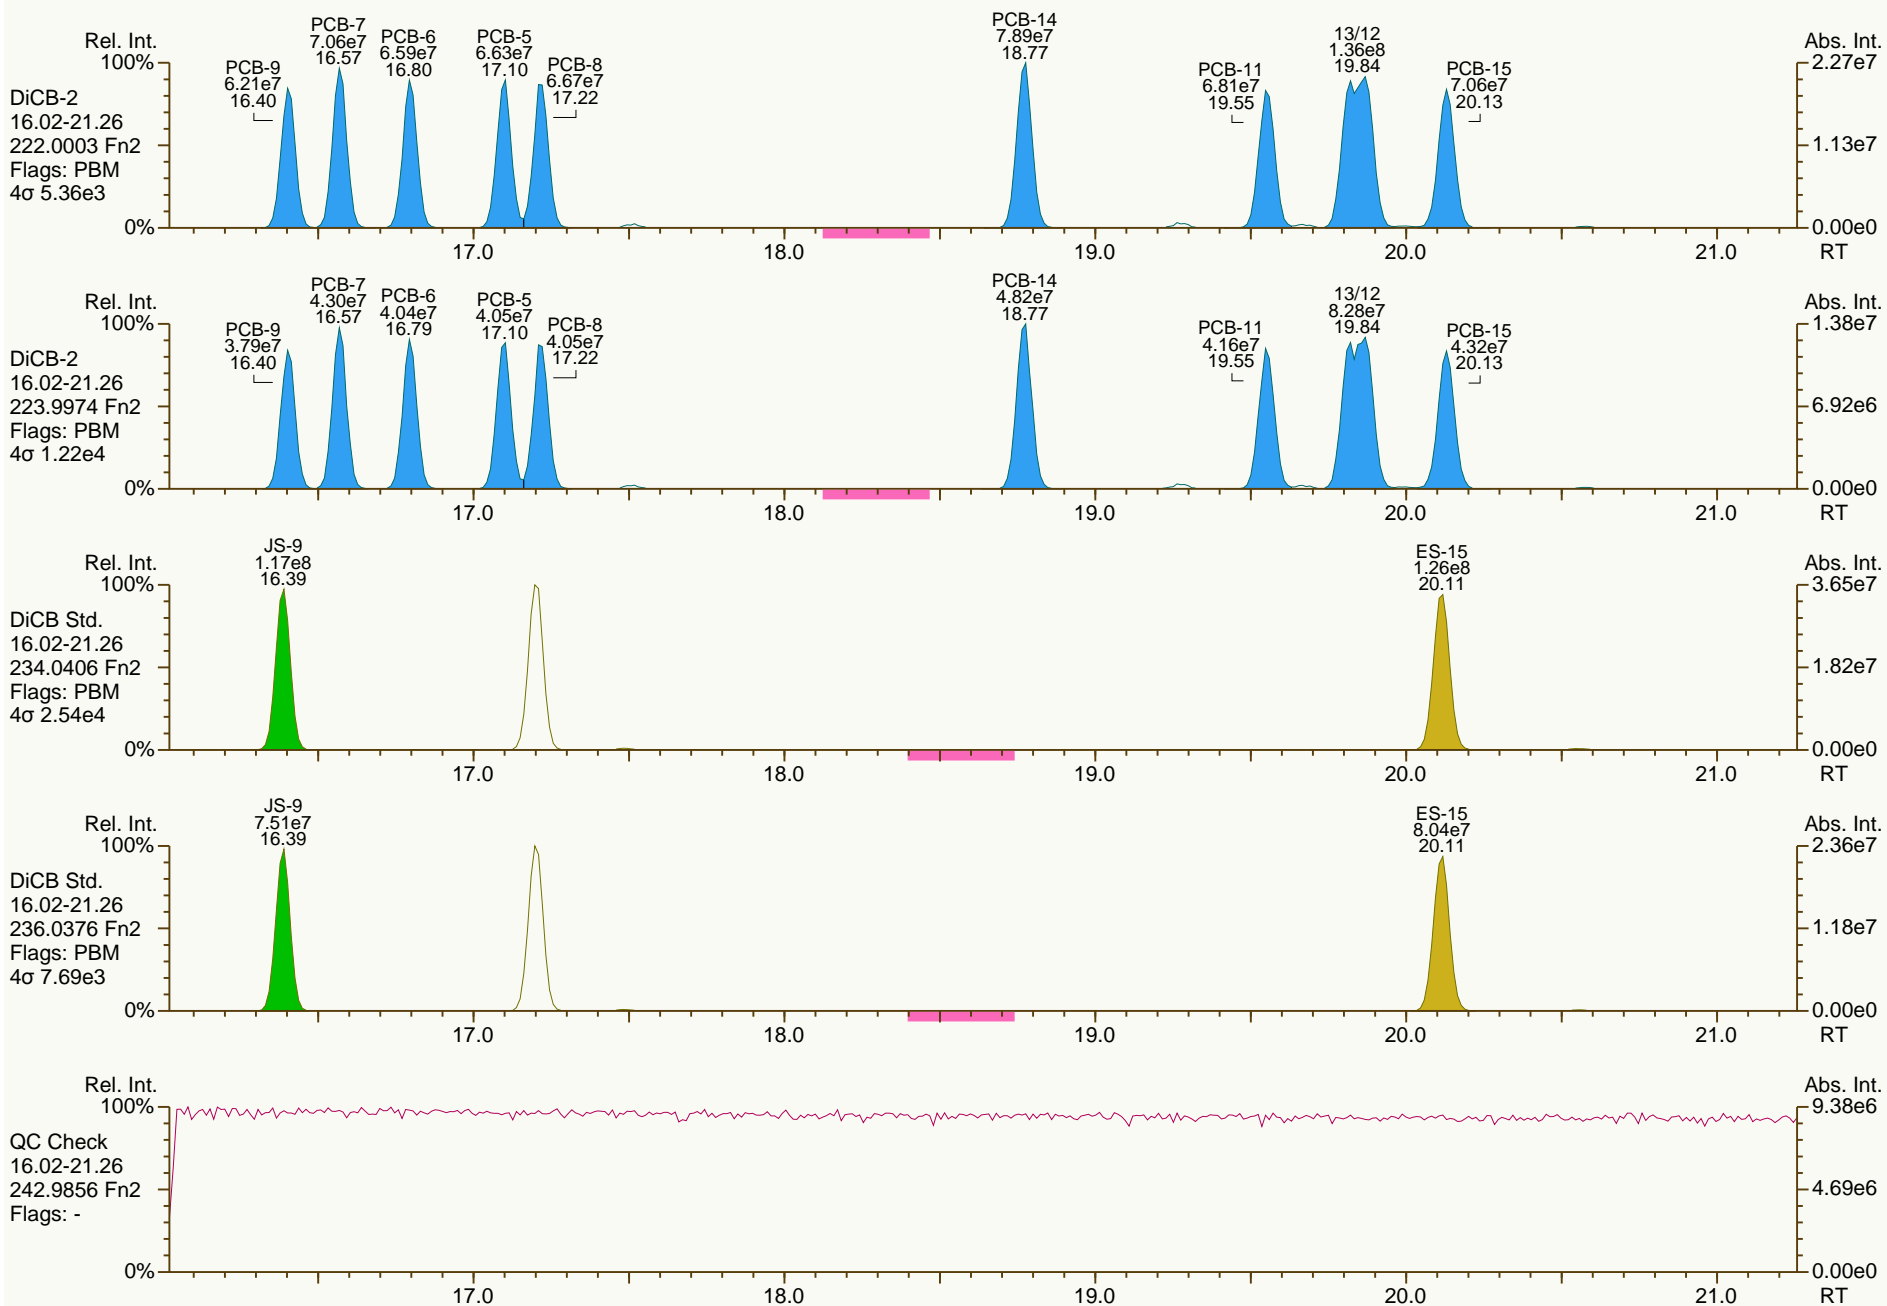 Rel. Int.
100%
0%
DiCB-2
16.02-21.26
222.0003 Fn2
Flags: PBM
4σ 5.36e3
PCB-9
6.21e7
16.40
PCB-7
7.06e7
16.57
PCB-6
6.59e7
16.80
PCB-5
6.63e7
17.10
PCB-8
6.67e7
17.22
PCB-14
7.89e7
18.77
PCB-11
6.81e7
19.55
13/12
1.36e8
19.84
PCB-15
7.06e7
20.13
Abs. Int.
2.27e7
1.13e7
0.00e0
17.0 18.0 19.0 20.0 21.0 RT
Rel. Int.
100%
0%
DiCB-2
16.02-21.26
223.9974 Fn2
Flags: PBM
4σ 1.22e4
PCB-9
3.79e7
16.40
PCB-7
4.30e7
16.57
PCB-6
4.04e7
16.79
PCB-5
4.05e7
17.10
PCB-8
4.05e7
17.22
PCB-14
4.82e7
18.77
PCB-11
4.16e7
19.55
13/12
8.28e7
19.84
PCB-15
4.32e7
20.13
Abs. Int.
1.38e7
6.92e6
0.00e0
17.0 18.0 19.0 20.0 21.0 RT
Rel. Int.
100%
0%
DiCB Std.
16.02-21.26
234.0406 Fn2
Flags: PBM
4σ 2.54e4
JS-9
1.17e8
16.39
ES-15
1.26e8
20.11
Abs. Int.
3.65e7
1.82e7
0.00e0
17.0 18.0 19.0 20.0 21.0 RT
Rel. Int.
100%
0%
DiCB Std.
16.02-21.26
236.0376 Fn2
Flags: PBM
4σ 7.69e3
JS-9
7.51e7
16.39
ES-15
8.04e7
20.11
Abs. Int.
2.36e7
1.18e7
0.00e0
17.0 18.0 19.0 20.0 21.0 RT
Rel. Int.
100%
0%
QC Check
16.02-21.26
242.9856 Fn2
Flags: -
Abs. Int.
9.38e6
4.69e6
0.00e0
17.0 18.0 19.0 20.0 21.0 RT